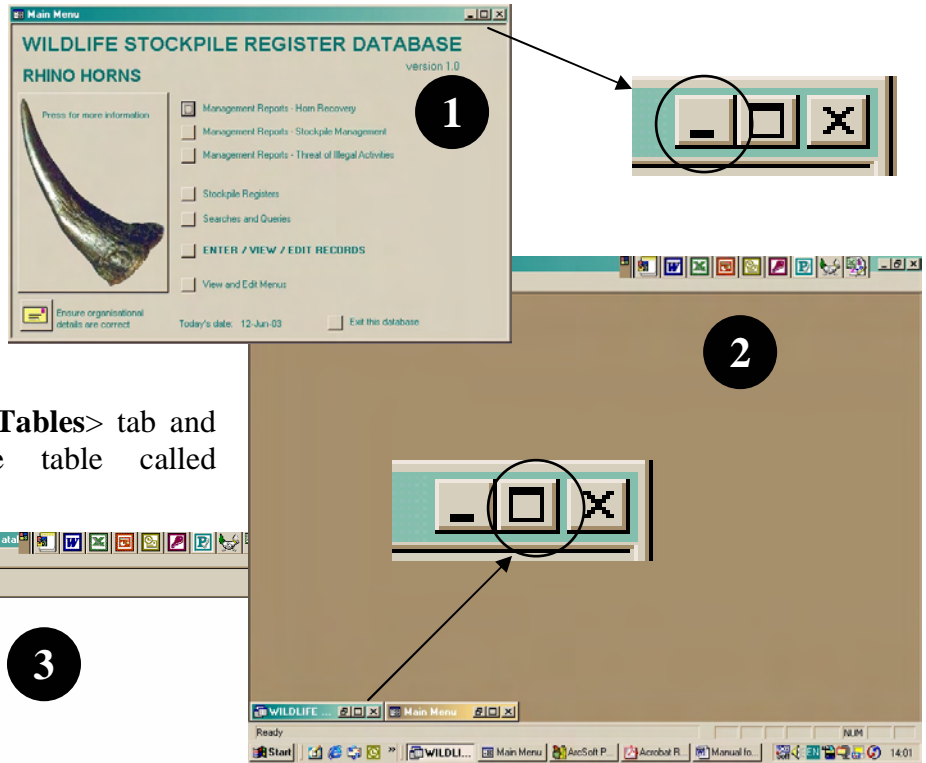 Main Menu
WILDLIFE STOCKPILE REGISTER DATABASE
version 1.0
RHINO HORNS
1
Press for more information
Management Reports - Horn Recovery
Management Reports - Stockpile Management
Management Reports - Threat of Illegal Activities
Stockpile Registers
Searches and Queries
ENTER / VIEW / EDIT RECORDS
View and Edit Menus
Ensure organisational
details are correct
Today's date: 12-Jun-03
Exit this database
2
Tables> tab and
e table called
atal
3
WILDLIFE ... Main Menu
Ready
NUM
Start » WILDLI... Main Menu ArcSoft P... Acrobat R... Manual fo... EN 14:01